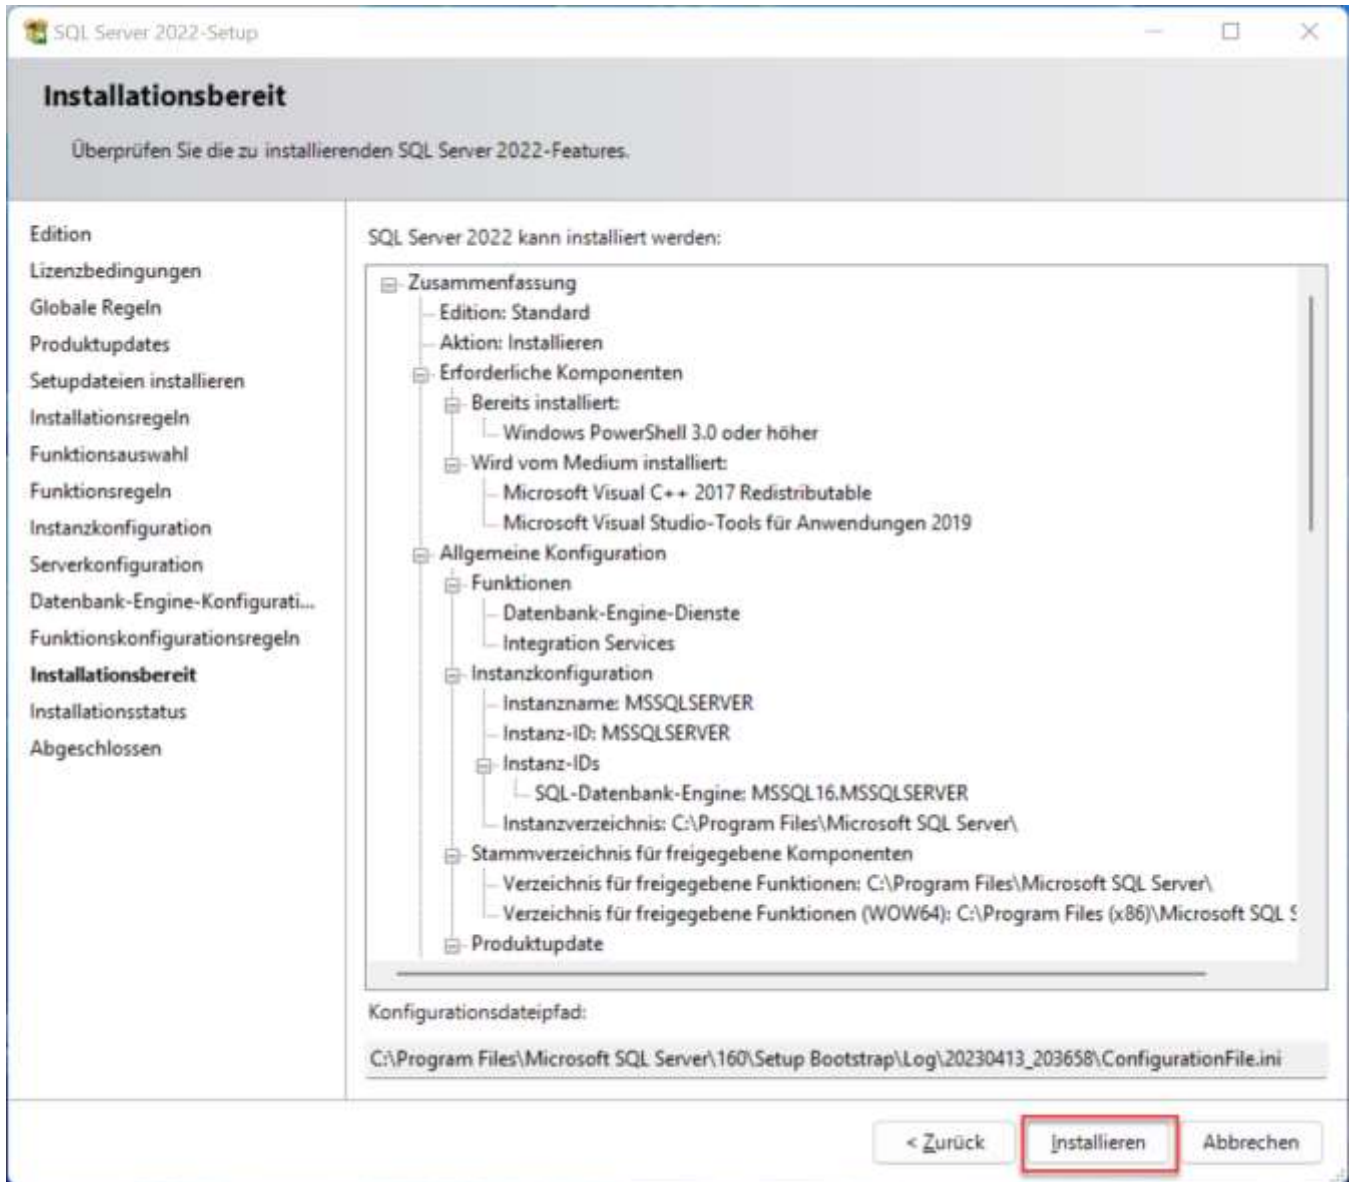 SQL Server 2022-Setup
Installationsbereit
Überprüfen Sie die zu installierenden SQL Server 2022-Features.
Edition
Lizenzbedingungen
Globale Regeln
Produktupdates
Setupdateien installieren
Installationsregeln
Funktionsauswahl
Funktionsregeln
Instanzkonfiguration
Serverkonfiguration
Datenbank-Engine-Konfigurati...
Funktionskonfigurationsregeln
Installationsbereit
Installationsstatus
Abgeschlossen
SQL Server 2022 kann installiert werden:
Zusammenfassung
Edition: Standard
Aktion: Installieren
Erforderliche Komponenten
Bereits installiert:
Windows PowerShell 3.0 oder höher
Wird vom Medium installiert:
Microsoft Visual C++ 2017 Redistributable
Microsoft Visual Studio-Tools für Anwendungen 2019
Allgemeine Konfiguration
Funktionen
Datenbank-Engine-Dienste
Integration Services
Instanzkonfiguration
Instanzname: MSSQLSERVER
Instanz-ID: MSSQLSERVER
Instanz-IDs
SQL-Datenbank-Engine: MSSQL16.MSSQLSERVER
Instanzverzeichnis: C:\Program Files\Microsoft SQL Server\
Stammverzeichnis für freigegebene Komponenten
Verzeichnis für freigegebene Funktionen: C:\Program Files\Microsoft SQL Server\
Verzeichnis für freigegebene Funktionen (WOW64): C:\Program Files (x86)\Microsoft SQL S
Produktupdate
Konfigurationsdateipfad:
C:\Program Files\Microsoft SQL Server\160\Setup Bootstrap\Log\20230413_203658\ConfigurationFile.ini
< Zurück
Installieren
Abbrechen